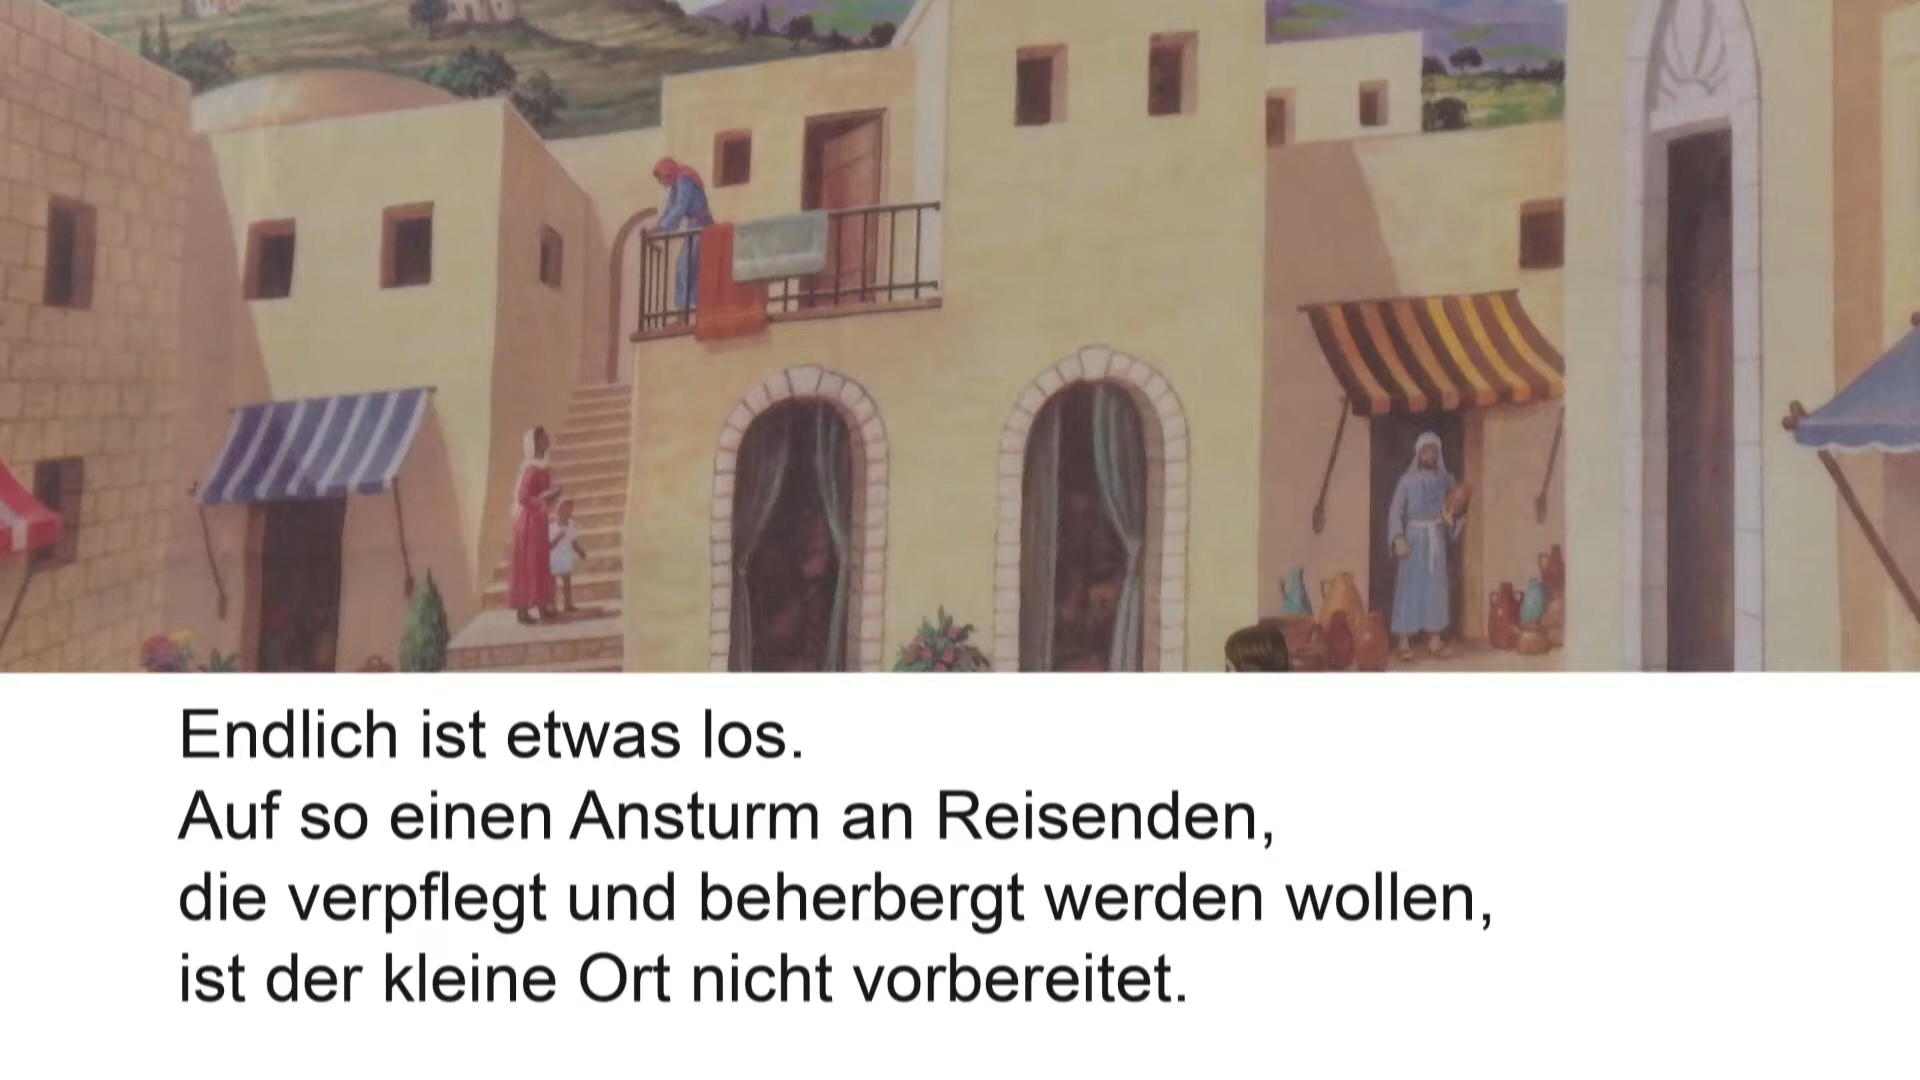 Endlich ist etwas los.
Auf so einen Ansturm an Reisenden,
die verpflegt und beherbergt werden wollen,
ist der kleine Ort nicht vorbereitet.